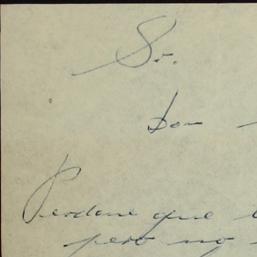 Sr.
Don
Perdone que
pero no